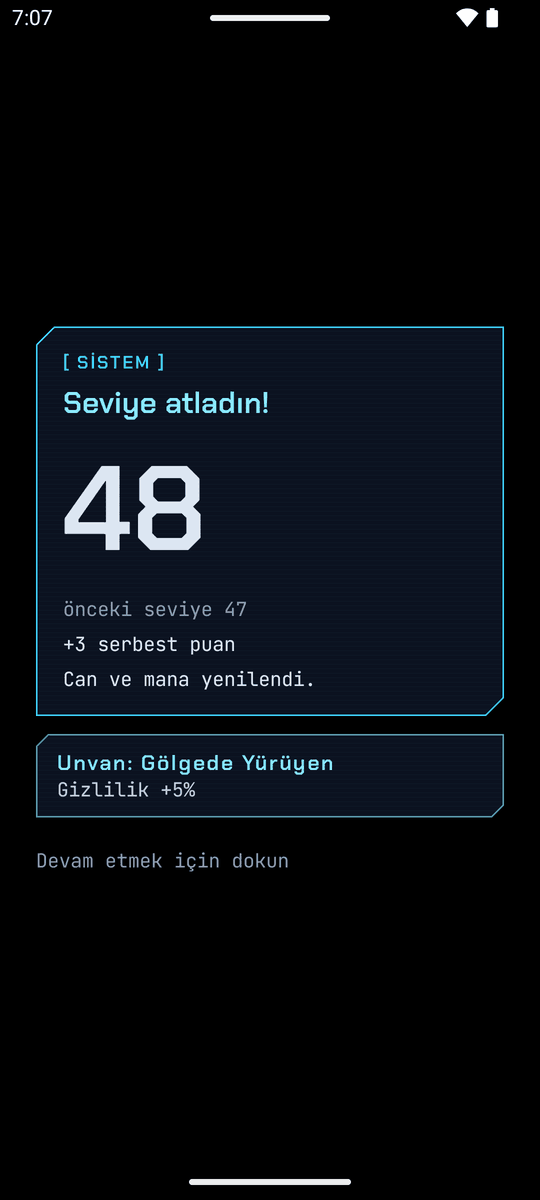 7:07
[ SİSTEM ]
Seviye atladın!
48
önceki seviye 47
+3 serbest puan
Can ve mana yenilendi.
Unvan: Gölgede Yürüyen
Gizlilik +5%
Devam etmek için dokun